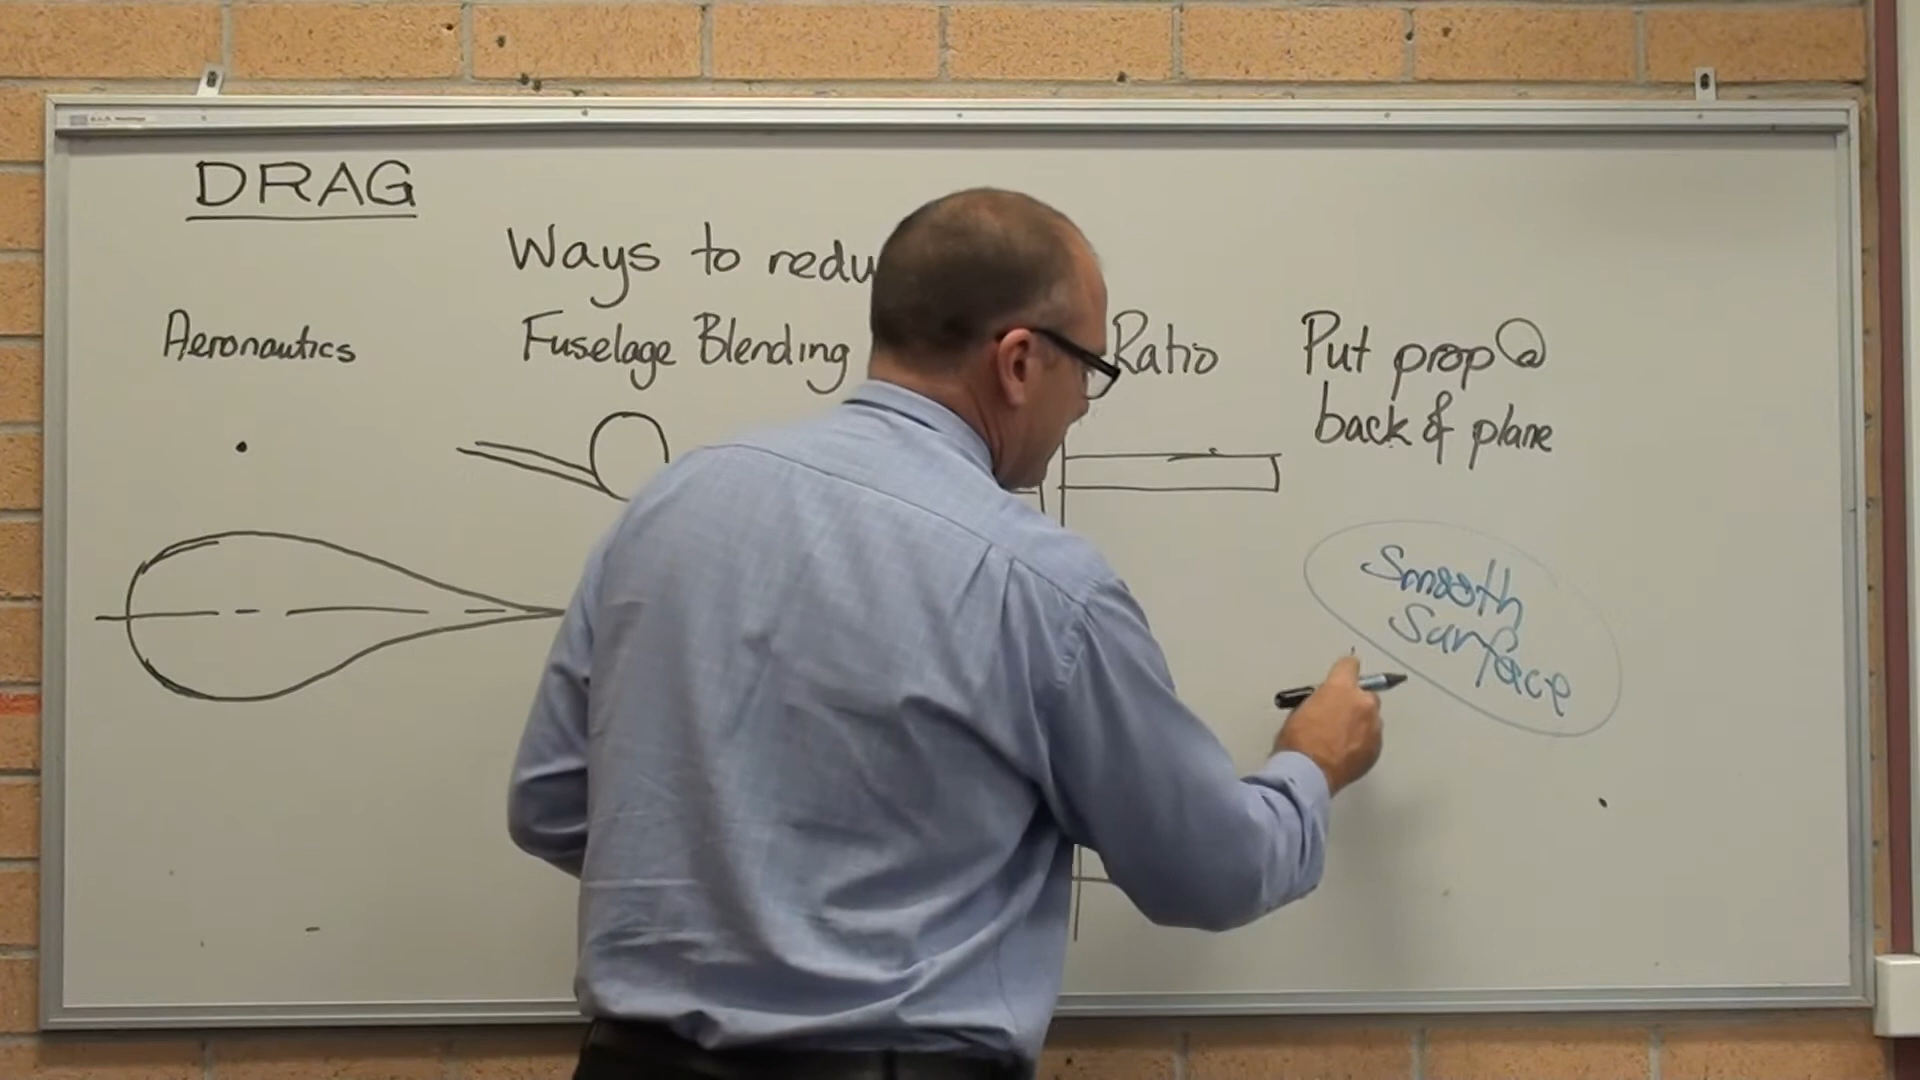 DRAG
Ways to redu
Aeronautics
Fuselage Blending
Ratio
Put prop @
back of plane
Smooth
Surface